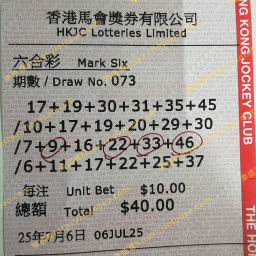 香港馬會獎券有限公司
HKJC Lotteries Limited
六合彩 Mark Six
期數 / Draw No. 073
17+19+30+31+35+45
/10+17+19+20+29+30
/7+9+16+22+33+46
/6+11+17+22+25+37
每注 Unit Bet $10.00
總額 Total $40.00
25年7月6日 06JUL25
HONG KONG JOCKEY CLUB
THE HON